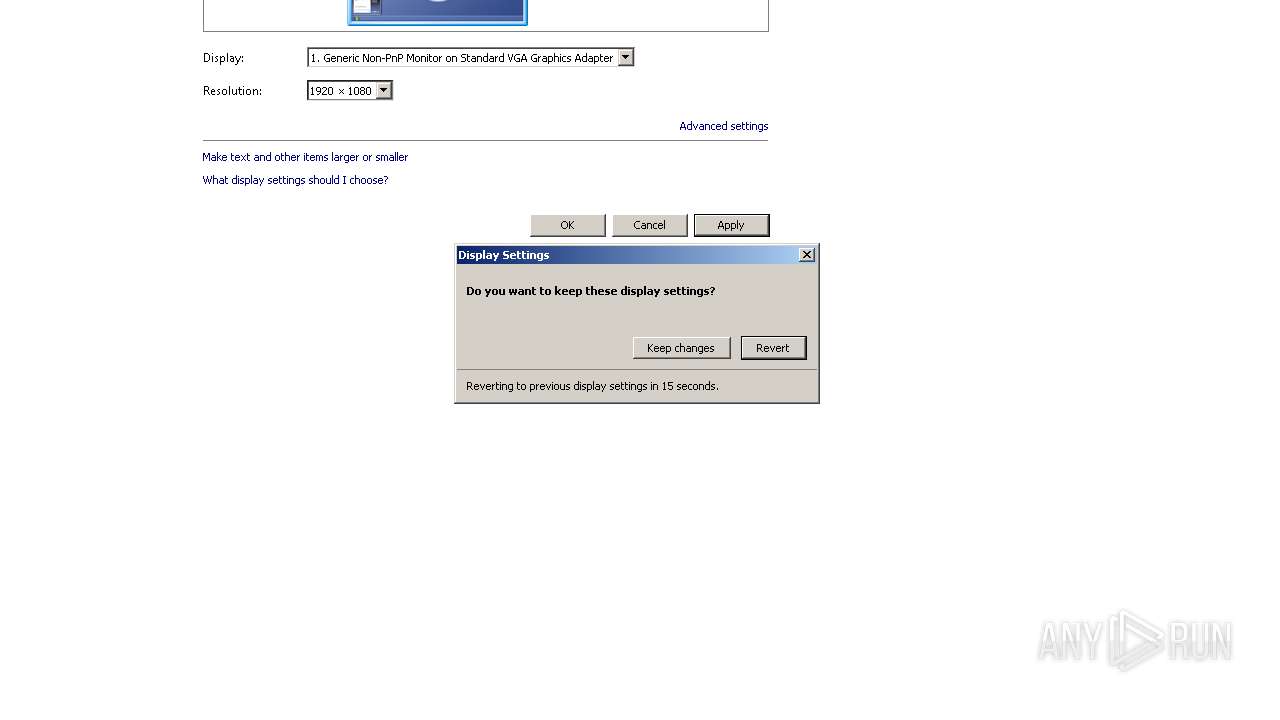 Display:
1. Generic Non-PnP Monitor on Standard VGA Graphics Adapter
Resolution:
1920 × 1080
Advanced settings
Make text and other items larger or smaller
What display settings should I choose?
OK Cancel Apply
Display Settings
Do you want to keep these display settings?
Keep changes Revert
Reverting to previous display settings in 15 seconds.
ANY RUN